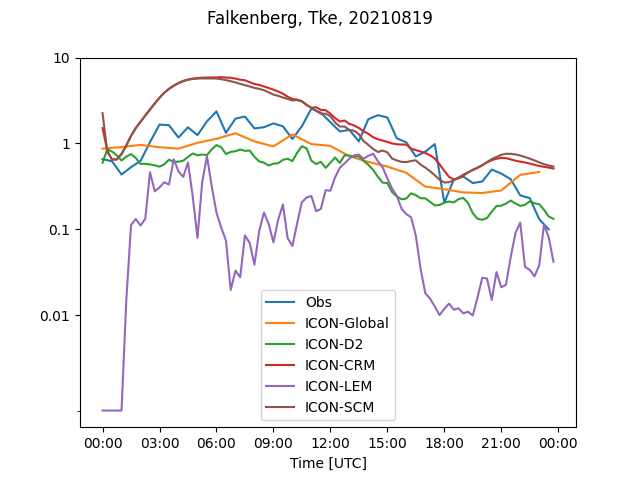 Falkenberg, Tke, 20210819
10
1
0.1
0.01
Obs
ICON-Global
ICON-D2
ICON-CRM
ICON-LEM
ICON-SCM
00:00 03:00 06:00 09:00 12:00 15:00 18:00 21:00 00:00
Time [UTC]